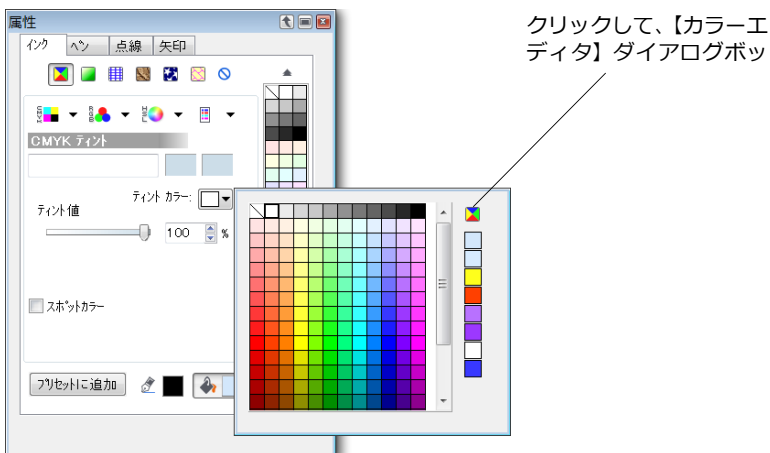 属性
クリックして、【カラーエ
ディタ】ダイアログボッ
インク
ペン
点線
矢印
CMYK
RGB
HSL
CMYK ティント
ティント カラー:
ティント値
100
%
スポットカラー
プリセットに追加